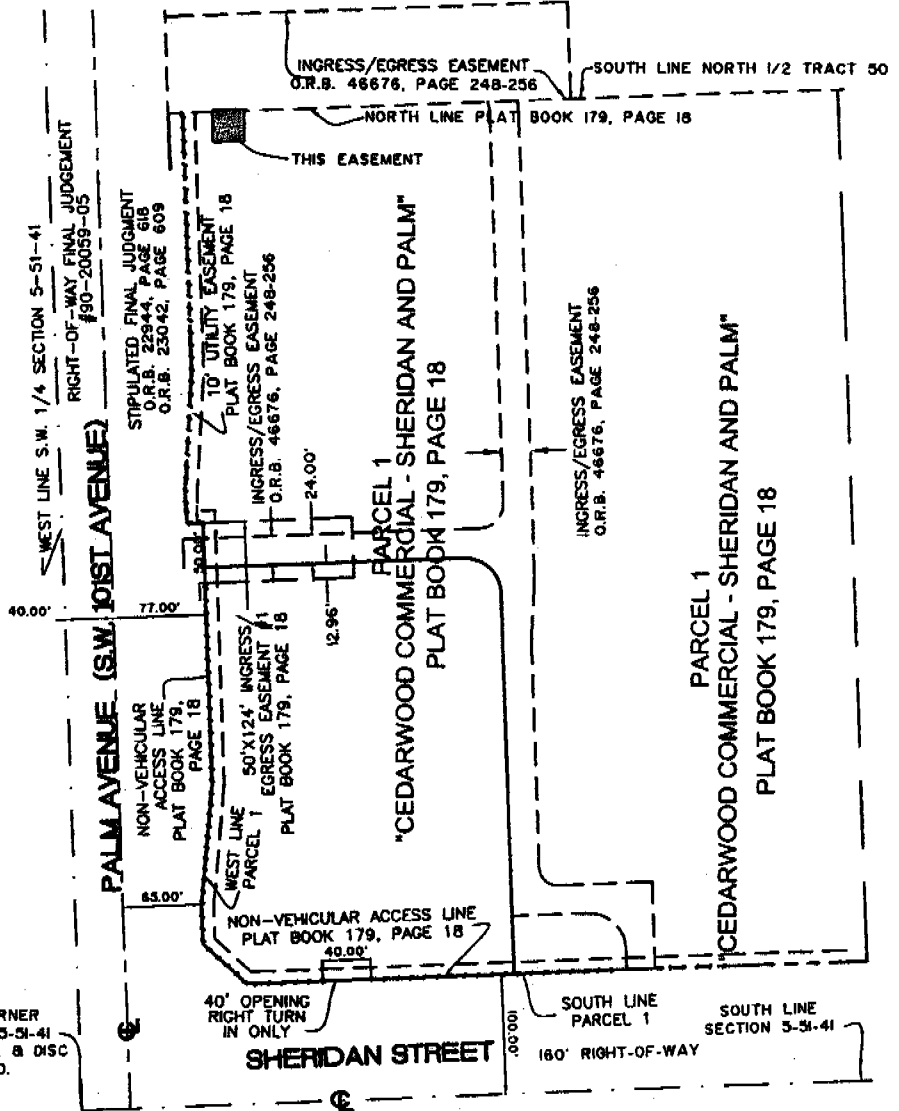 INGRESS/EGRESS EASEMENT
O.R.B. 46676, PAGE 248-256
SOUTH LINE NORTH 1/2 TRACT 50
NORTH LINE PLAT BOOK 179, PAGE 18
THIS EASEMENT
WEST LINE S.W. 1/4 SECTION 5-51-41
RIGHT-OF-WAY FINAL JUDGEMENT
#90-20059-05
STIPULATED FINAL JUDGMENT
O.R.B. 22944, PAGE 618
O.R.B. 23042, PAGE 609
10' UTILITY EASEMENT
PLAT BOOK 179, PAGE 18
INGRESS/EGRESS EASEMENT
O.R.B. 46676, PAGE 248-256
24.00'
PARCEL 1
"CEDARWOOD COMMERCIAL - SHERIDAN AND PALM"
PLAT BOOK 179, PAGE 18
INGRESS/EGRESS EASEMENT
O.R.B. 46676, PAGE 248-256
PARCEL 1
"CEDARWOOD COMMERCIAL - SHERIDAN AND PALM"
PLAT BOOK 179, PAGE 18
PALM AVENUE (S.W. 101ST AVENUE)
50.00'
40.00'
77.00'
12.96'
50'X124' INGRESS/
EGRESS EASEMENT #1
PLAT BOOK 179, PAGE 18
NON-VEHICULAR
ACCESS LINE
PLAT BOOK 179,
PAGE 18
WEST LINE
PARCEL 1
65.00'
NON-VEHICULAR ACCESS LINE
PLAT BOOK 179, PAGE 18
40.00'
40' OPENING
RIGHT TURN
IN ONLY
SOUTH LINE
PARCEL 1
SOUTH LINE
SECTION 5-51-41
100.00'
160' RIGHT-OF-WAY
SHERIDAN STREET
RNER
5-51-41
& DISC
CL
CL